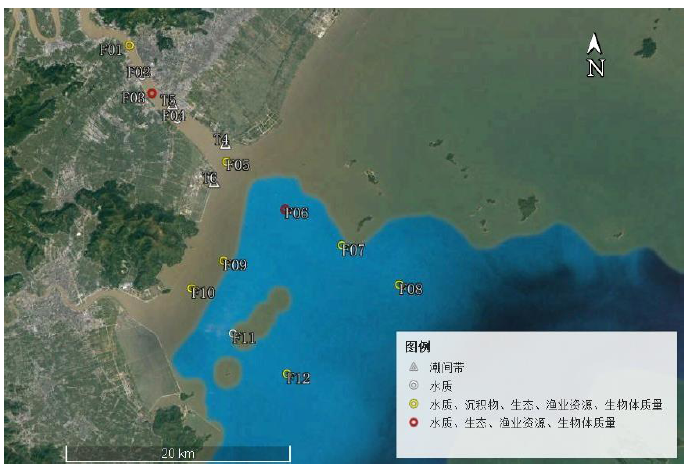 N
F01
F02
F03
T5
F04
T4
F05
T6
F06
F07
F09
F08
F10
F11
F12
图例
潮间带
水质
水质、沉积物、生态、渔业资源、生物体质量
水质、生态、渔业资源、生物体质量
20 km